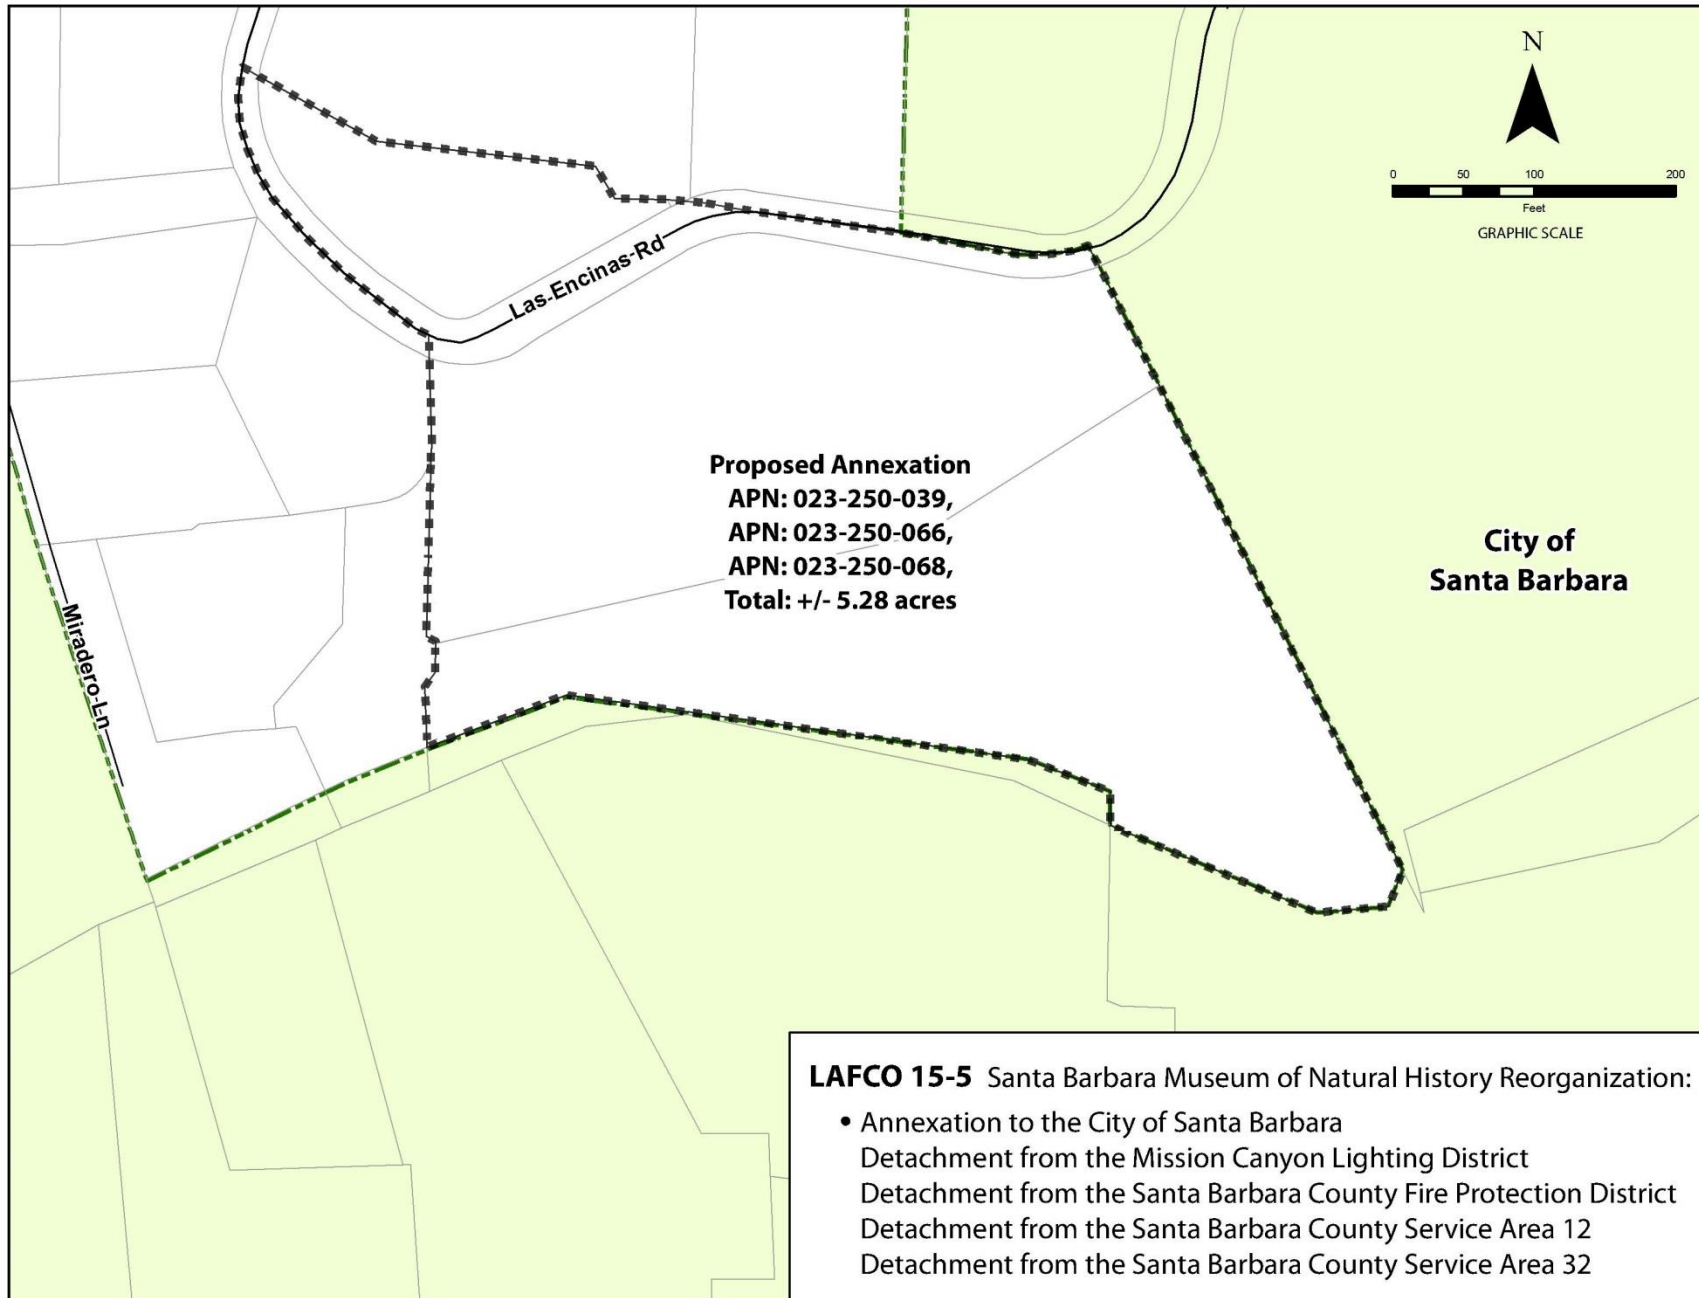 N
0 50 100 200
Feet
GRAPHIC SCALE
Las-Encinas-Rd
Proposed Annexation
APN: 023-250-039,
APN: 023-250-066,
APN: 023-250-068,
Total: +/- 5.28 acres
City of
Santa Barbara
Miradero-Ln
LAFCO 15-5 Santa Barbara Museum of Natural History Reorganization:
• Annexation to the City of Santa Barbara
Detachment from the Mission Canyon Lighting District
Detachment from the Santa Barbara County Fire Protection District
Detachment from the Santa Barbara County Service Area 12
Detachment from the Santa Barbara County Service Area 32